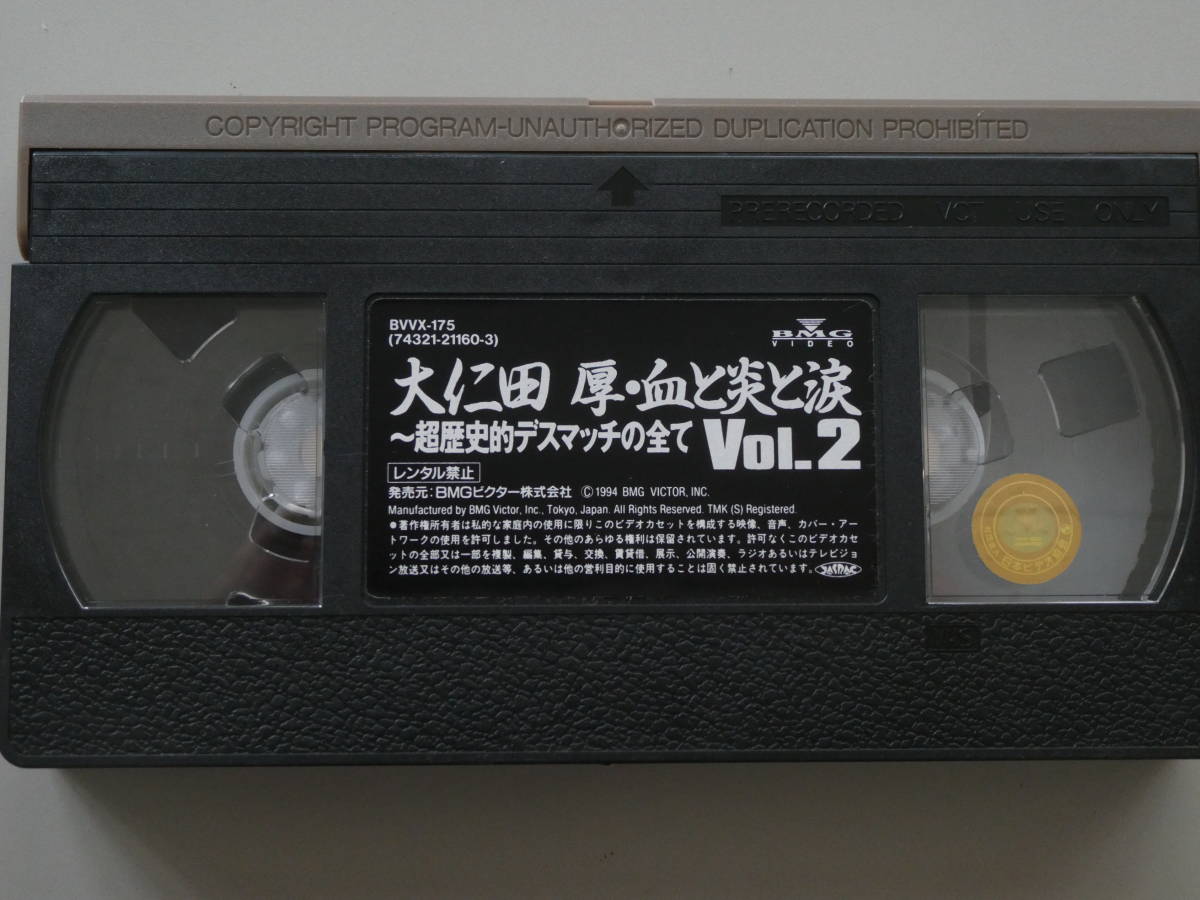 COPYRIGHT PROGRAM-UNAUTHORIZED DUPLICATION PROHIBITED
PRERECORDED VCT USE ONLY
BVVX-175
(74321-21160-3)
BMG
VIDEO
大仁田 厚・血と炎と涙
~超歴史的デスマッチの全て Vol.2
レンタル禁止
発売元:BMGビクター株式会社 ©1994 BMG VICTOR, INC.
Manufactured by BMG Victor, Inc., Tokyo, Japan. All Rights Reserved. TMK (S) Registered.
●著作権所有者は私的な家庭内の使用に限りこのビデオカセットを構成する映像、音声、カバー・アー
トワークの使用を許可しました。その他のあらゆる権利は保留されています。許可なくこのビデオカセ
ットの全部又は一部を複製、編集、貸与、交換、賃貸借、展示、公開演奏、ラジオあるいはテレビジョ
ン放送又はその他の放送等、あるいは他の営利目的に使用することは固く禁止されています。
JASRAC
VHS